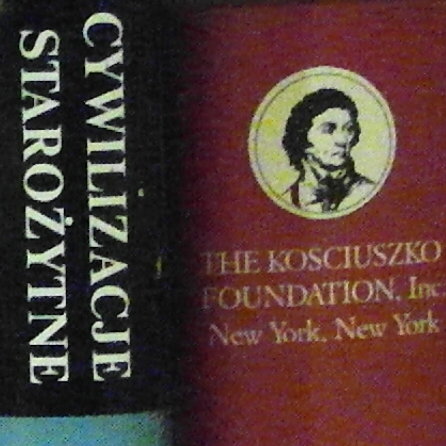 CYWILIZACJE
STAROŻYTNE
THE KOSCIUSZKO
FOUNDATION, Inc.
New York, New York